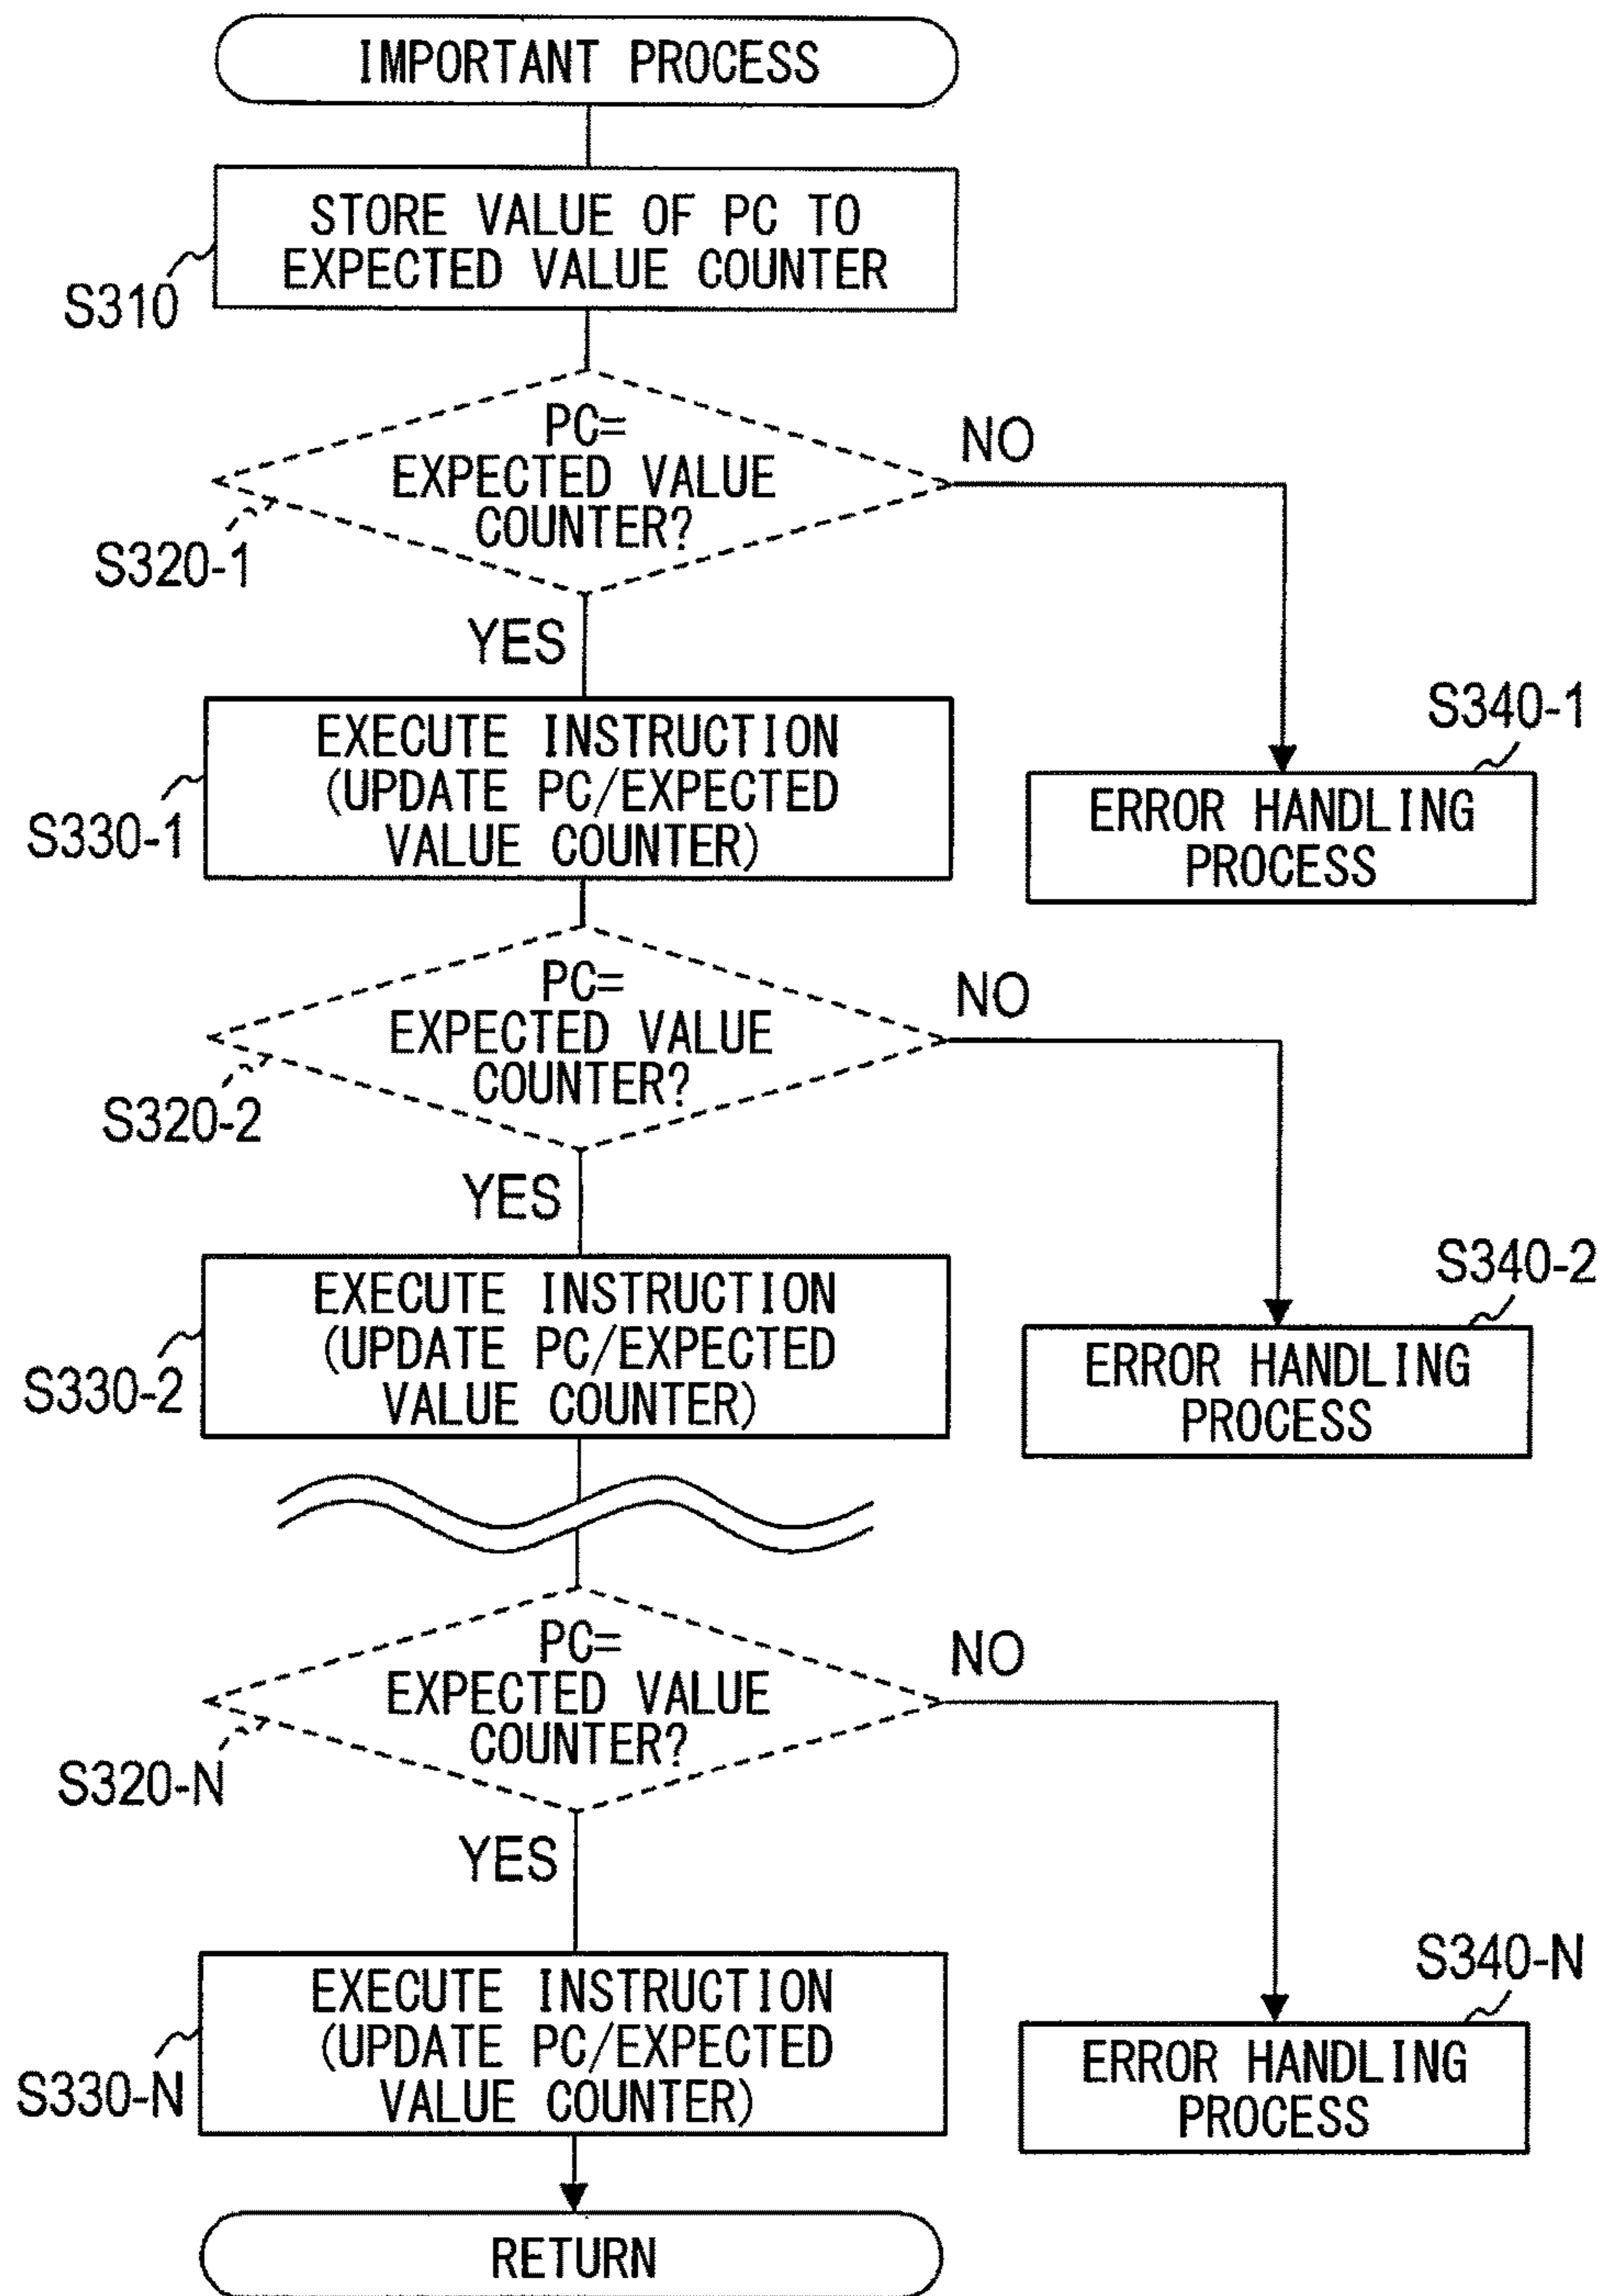 IMPORTANT PROCESS
STORE VALUE OF PC TO
EXPECTED VALUE COUNTER
S310
PC=
EXPECTED VALUE
COUNTER?
NO
S320-1
YES
EXECUTE INSTRUCTION
(UPDATE PC/EXPECTED
VALUE COUNTER)
S330-1
S340-1
ERROR HANDLING
PROCESS
PC=
EXPECTED VALUE
COUNTER?
NO
S320-2
YES
EXECUTE INSTRUCTION
(UPDATE PC/EXPECTED
VALUE COUNTER)
S330-2
S340-2
ERROR HANDLING
PROCESS
PC=
EXPECTED VALUE
COUNTER?
NO
S320-N
YES
EXECUTE INSTRUCTION
(UPDATE PC/EXPECTED
VALUE COUNTER)
S330-N
S340-N
ERROR HANDLING
PROCESS
RETURN